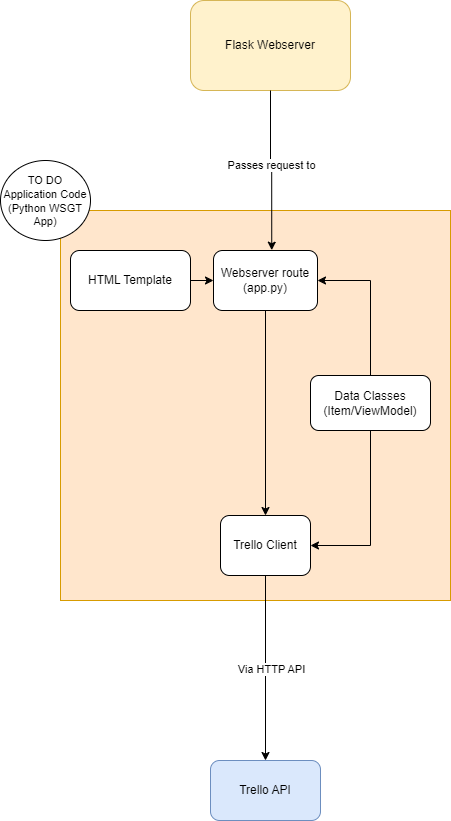 Flask Webserver
Passes request to
TO DO
Application Code
(Python WSGT
App)
HTML Template
Webserver route
(app.py)
Data Classes
(Item/ViewModel)
Trello Client
Via HTTP API
Trello API